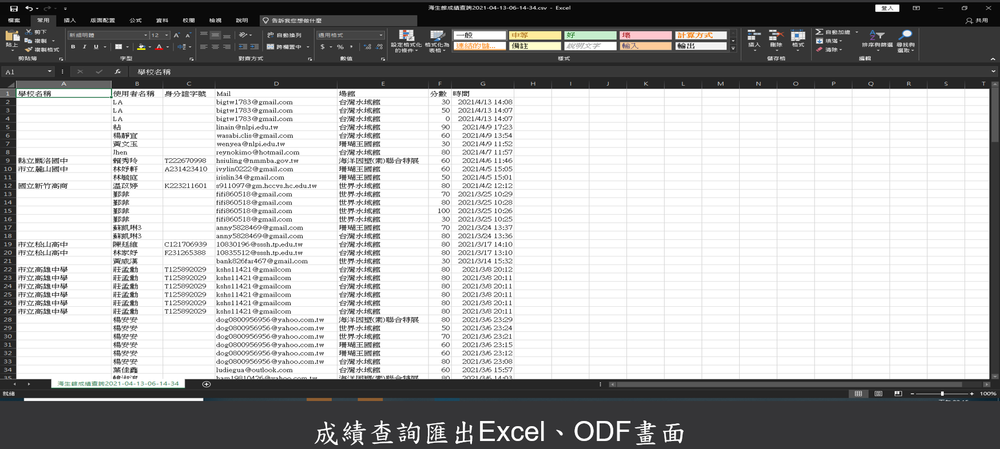 海生館成績查詢2021-04-13-06-14-34.csv - Excel
登入
檔案 常用 插入 版面配置 公式 資料 校閱 檢視 說明 告訴我您想做什麼 共用
貼上 剪下 複製 複製格式 剪貼簿
新細明體 12 B I U 字型
自動換列 跨欄置中 對齊方式
通用格式 $ % 數值
設定格式化的條件 格式化為表格
一般 中等 好 壞 計算方式
連結的儲... 備註 說明文字 輸入 輸出
樣式
插入 刪除 格式 儲存格
自動加總 填滿 清除 排序與篩選 尋找與選取 編輯
A1 fx 學校名稱
A B C D E F G H I J K L M N O P Q R S T
1 學校名稱 使用者名稱 身分證字號 Mail 場館 分數 時間
2 LA bigtw1783@gmail.com 台灣水域館 30 2021/4/13 14:08
3 LA bigtw1783@gmail.com 台灣水域館 50 2021/4/13 14:07
4 LA bigtw1783@gmail.com 台灣水域館 0 2021/4/13 14:07
5 粘 linain@nlpi.edu.tw 台灣水域館 90 2021/4/9 17:23
6 楊靜宜 wasabi.clis@gmail.com 台灣水域館 60 2021/4/9 13:54
7 黃文玉 wenyea@nlpi.edu.tw 珊瑚王國館 30 2021/4/9 11:52
8 Jhen reynokimo@hotmail.com 台灣水域館 80 2021/4/7 11:57
9 縣立麟洛國中 賴秀玲 T222670998 hsiuling@nmmba.gov.tw 海洋因塑(素)聯合特展 60 2021/4/6 11:46
10 市立麗山國中 林妤軒 A231423410 ivylin0222@gmail.com 珊瑚王國館 60 2021/4/5 15:05
11 林毓庭 irislin34@gmail.com 珊瑚王國館 50 2021/4/5 15:01
12 國立新竹高商 温苡婷 K223211601 s911097@gm.hccvs.hc.edu.tw 世界水域館 80 2021/4/2 12:12
13 鄞菲 fifi860518@gmail.com 世界水域館 70 2021/3/25 10:29
14 鄞菲 fifi860518@gmail.com 世界水域館 80 2021/3/25 10:28
15 鄞菲 fifi860518@gmail.com 世界水域館 100 2021/3/25 10:26
16 鄞菲 fifi860518@gmail.com 世界水域館 30 2021/3/25 10:25
17 蘇凱琳3 anny5828469@gmail.com 珊瑚王國館 70 2021/3/24 13:37
18 蘇凱琳3 anny5828469@gmail.com 台灣水域館 80 2021/3/24 13:36
19 市立松山高中 陳廷維 C121706939 10830196@sssh.tp.edu.tw 台灣水域館 80 2021/3/17 14:10
20 市立松山高中 林家妤 F231265388 10835512@sssh.tp.edu.tw 台灣水域館 80 2021/3/17 13:10
21 黃威漢 bank826far467@gmail.com 世界水域館 30 2021/3/14 15:32
22 市立高雄中學 莊孟勳 T125892029 kshs11421@gmailcom 台灣水域館 80 2021/3/8 20:12
23 市立高雄中學 莊孟勳 T125892029 kshs11421@gmailcom 台灣水域館 80 2021/3/8 20:11
24 市立高雄中學 莊孟勳 T125892029 kshs11421@gmailcom 台灣水域館 80 2021/3/8 20:11
25 市立高雄中學 莊孟勳 T125892029 kshs11421@gmailcom 台灣水域館 80 2021/3/8 20:11
26 市立高雄中學 莊孟勳 T125892029 kshs11421@gmailcom 台灣水域館 80 2021/3/8 20:11
27 市立高雄中學 莊孟勳 T125892029 kshs11421@gmailcom 台灣水域館 80 2021/3/8 20:11
28 楊安安 dog0800956956@yahoo.com.tw 海洋因塑(素)聯合特展 80 2021/3/6 23:29
29 楊安安 dog0800956956@yahoo.com.tw 世界水域館 50 2021/3/6 23:24
30 楊安安 dog0800956956@yahoo.com.tw 世界水域館 70 2021/3/6 23:21
31 楊安安 dog0800956956@yahoo.com.tw 珊瑚王國館 60 2021/3/6 23:15
32 楊安安 dog0800956956@yahoo.com.tw 珊瑚王國館 60 2021/3/6 23:12
33 楊安安 dog0800956956@yahoo.com.tw 台灣水域館 80 2021/3/6 23:08
34 葉佳鑫 ludiegua@outlook.com 台灣水域館 60 2021/3/6 15:57
35 ham19810426@yahoo.com.tw 海洋因塑(素)聯合特展 80 2021/3/6 14:03
海生館成績查詢2021-04-13-06-14-34
就緒 100%
成績查詢匯出Excel、ODF畫面